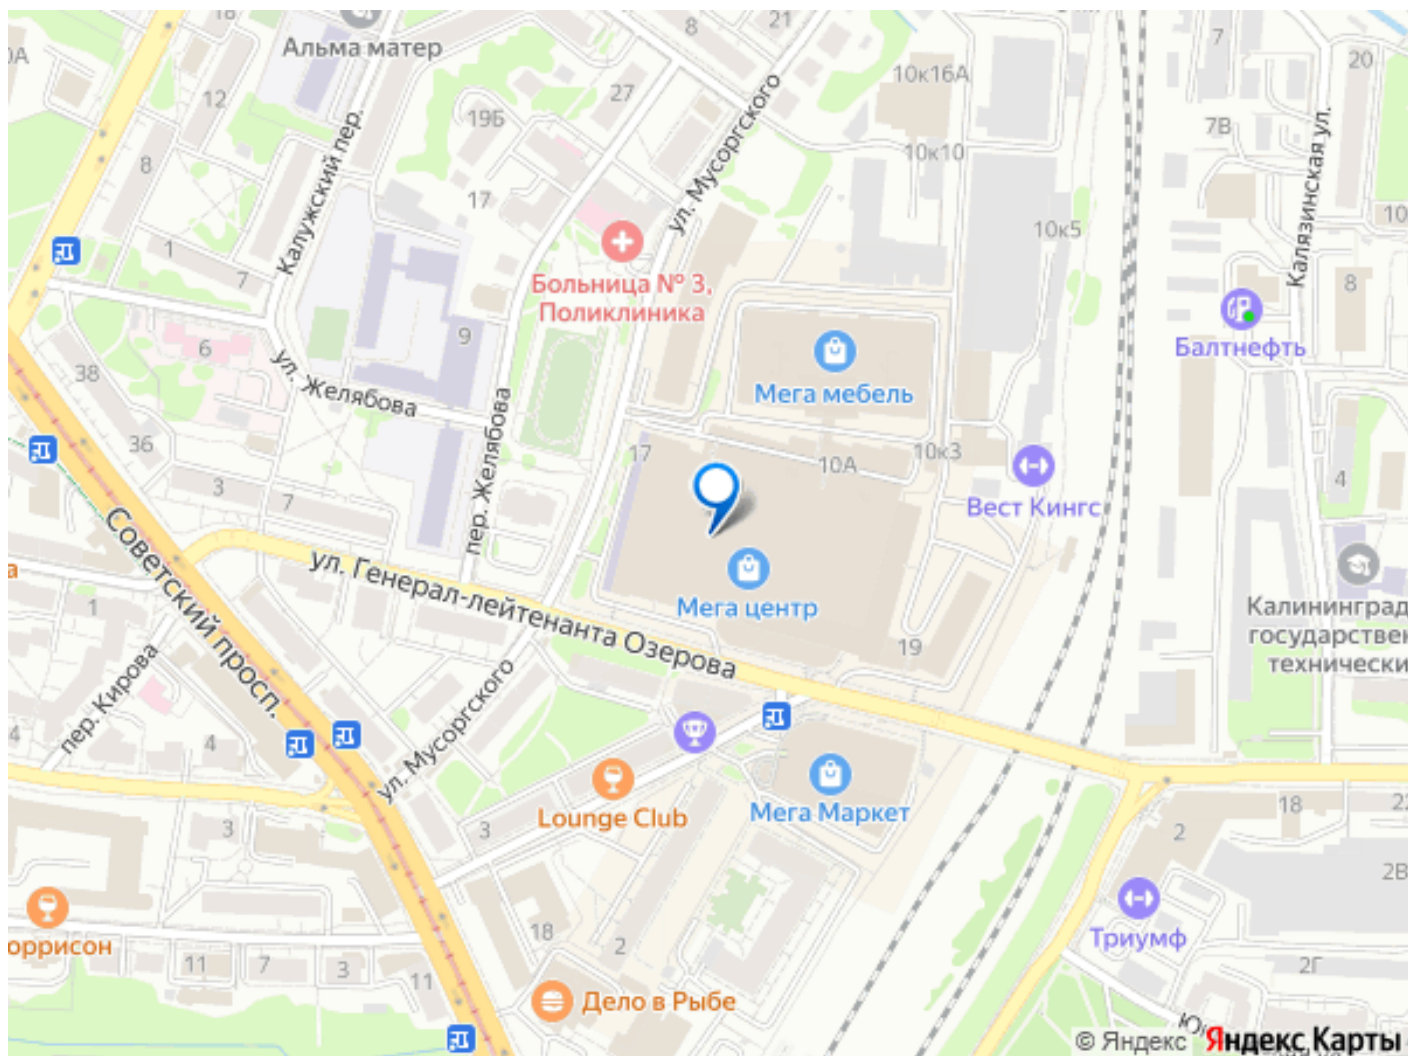 8
21
Альма матер
7
20
12
27
10к16А
19Б
ул. Мусоргского
7В
Калужский пер.
8
10к10
Калязинская ул.
17
10
10к5
1
7
Больница № 3,
Поликлиника
8
9
6
Балтнефть
38
ул. Желябова
Мега мебель
36
пер. Желябова
17
10А
10к3
4
3
7
Вест Кингс
Советский просп.
ул. Генерал-лейтенанта Озерова
Мега центр
1
Калининград
государствен
технически
19
пер. Кирова
4
4
ул. Мусоргского
Мега Маркет
Lounge Club
3
3
18
2
2В
оррисон
Триумф
18
2
11
7
3
11
2Г
Дело в Рыбе
© Яндекс Яндекс Карты